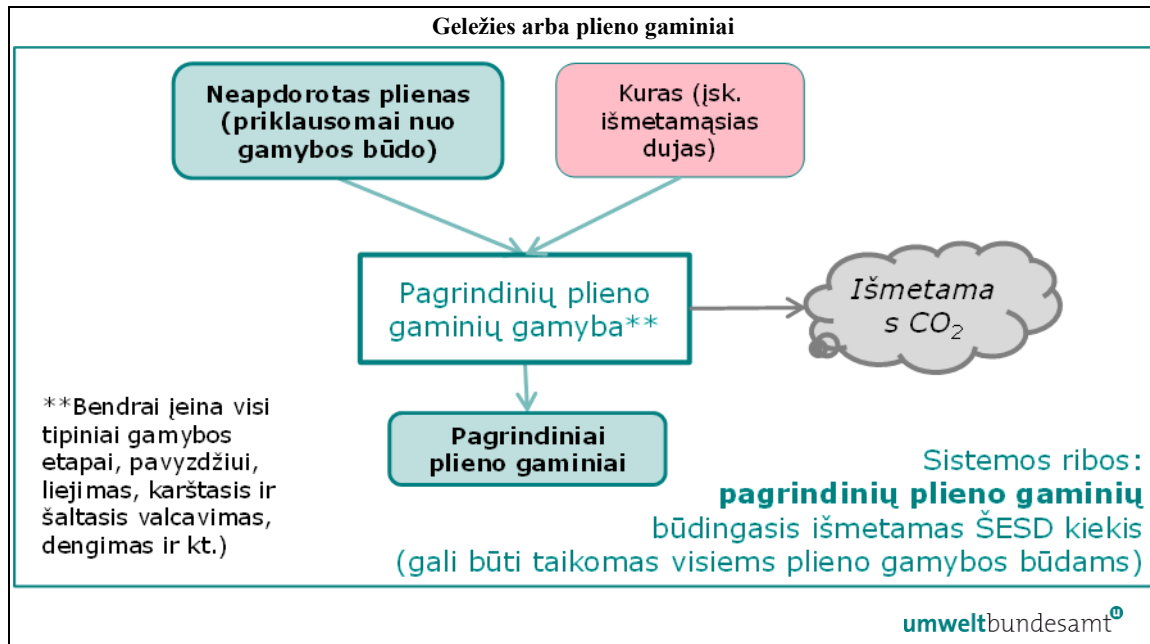 Geležies arba plieno gaminiai
Neapdorotas plienas
(priklausomai nuo
gamybos būdo)
Kuras (įsk.
išmetamąsias
dujas)
Pagrindinių plieno
gaminių gamyba**
Išmetama
s CO₂
**Bendrai įeina visi
tipiniai gamybos
etapai, pavyzdžiui,
liejimas, karštasis ir
šaltasis valcavimas,
dengimas ir kt.)
Pagrindiniai
plieno gaminiai
Sistemos ribos:
pagrindinių plieno gaminių
būdingasis išmetamas ŠESD kiekis
(gali būti taikomas visiems plieno gamybos būdams)
umweltbundesamt u